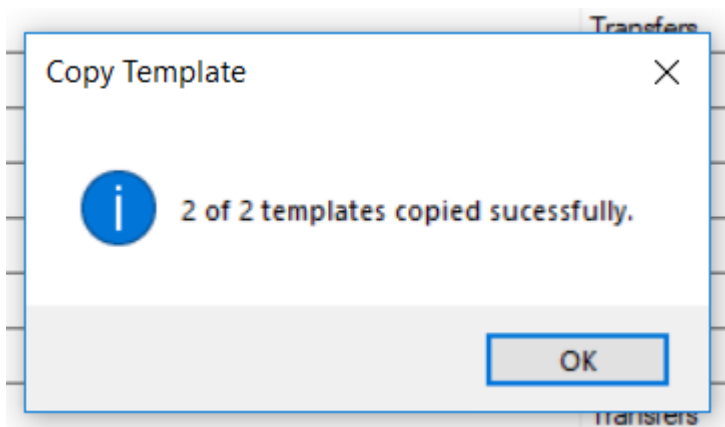 Transfers
Copy Template
2 of 2 templates copied sucessfully.
OK
Transfers